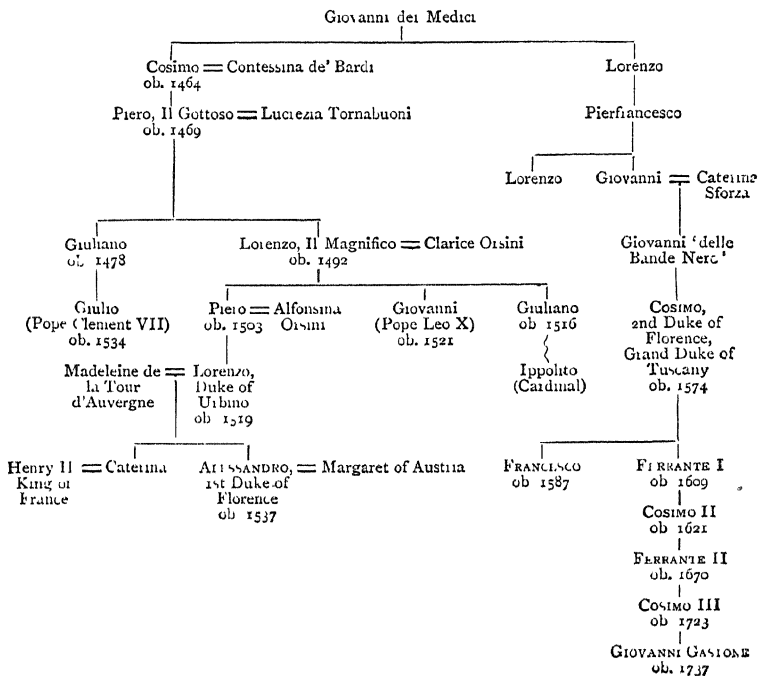 Giovanni dei Medici
Cosimo = Contessina de' Bardi
ob. 1464
Lorenzo
Piero, Il Gottoso = Lucrezia Tornabuoni
ob. 1469
Pierfrancesco
Lorenzo
Giovanni = Caterina
Sforza
Giuliano
ob 1478
Lorenzo, Il Magnifico = Clarice Orsini
ob. 1492
Giovanni 'delle
Bande Nere'
Giulio
(Pope Clement VII)
ob. 1534
Piero = Alfonsina
ob. 1503 Orsini
Giovanni
(Pope Leo X)
ob. 1521
Giuliano
ob 1516
Cosimo,
2nd Duke of
Florence,
Grand Duke of
Tuscany
ob. 1574
Ippolito
(Cardinal)
Madeleine de = Lorenzo,
la Tour Duke of
d'Auvergne Urbino
ob 1519
Henry II = Caterina
King of
France
Alessandro, = Margaret of Austria
1st Duke of
Florence
ob 1537
Francesco
ob 1587
Ferrante I
ob 1609
Cosimo II
ob 1621
Ferrante II
ob. 1670
Cosimo III
ob 1723
Giovanni Gastone
ob. 1737